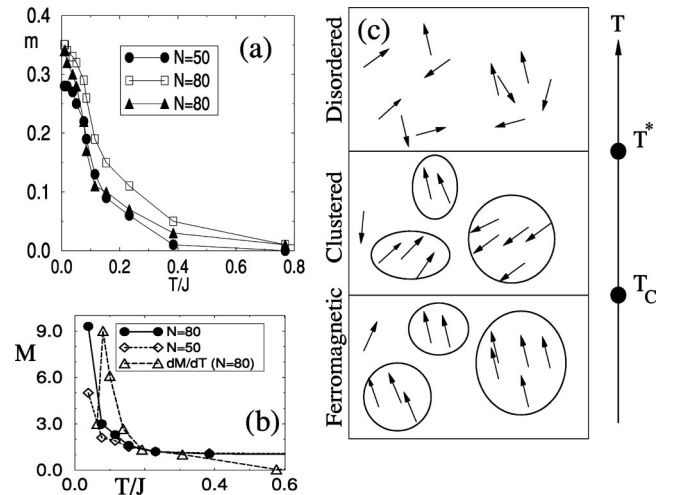 (a)
m
0.4
0.3
0.2
0.1
0.0
N=50
N=80
N=80
0.0 0.2 0.4 0.6 0.8
T/J
(b)
M
9.0
6.0
3.0
0.0
N=80
N=50
dM/dT (N=80)
0.0 0.2 0.4 0.6
T/J
(c)
Disordered
Clustered
Ferromagnetic
T
T*
T_C